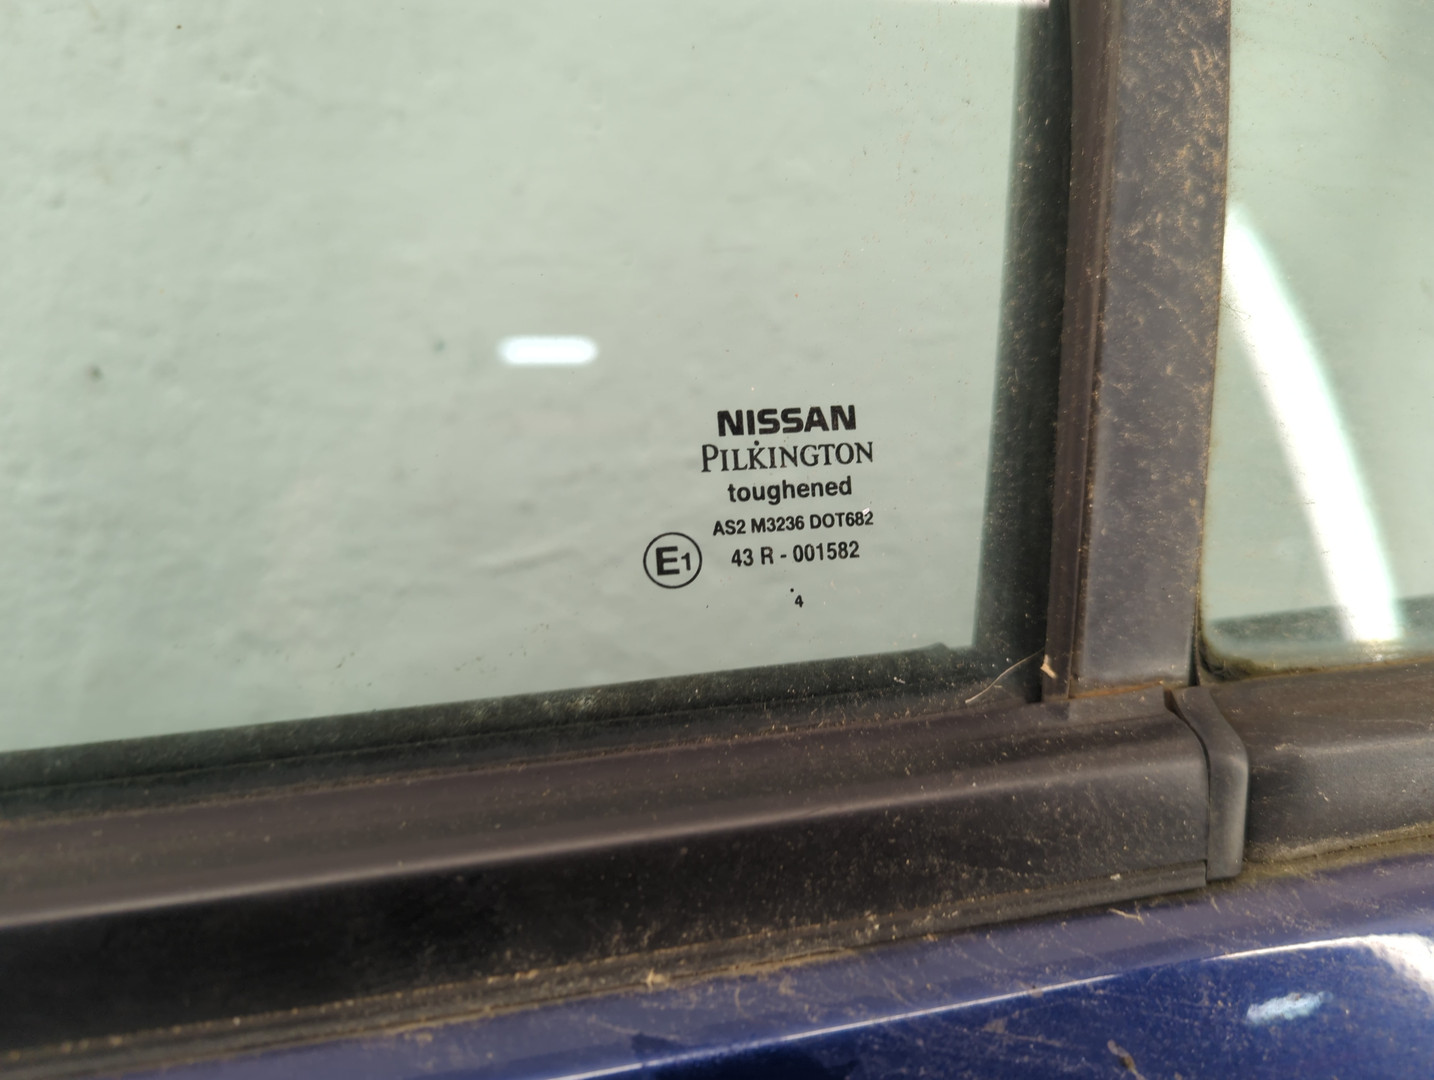 NISSAN
PILKINGTON
toughened
AS2 M3236 DOT682
E1 43 R - 001582
4